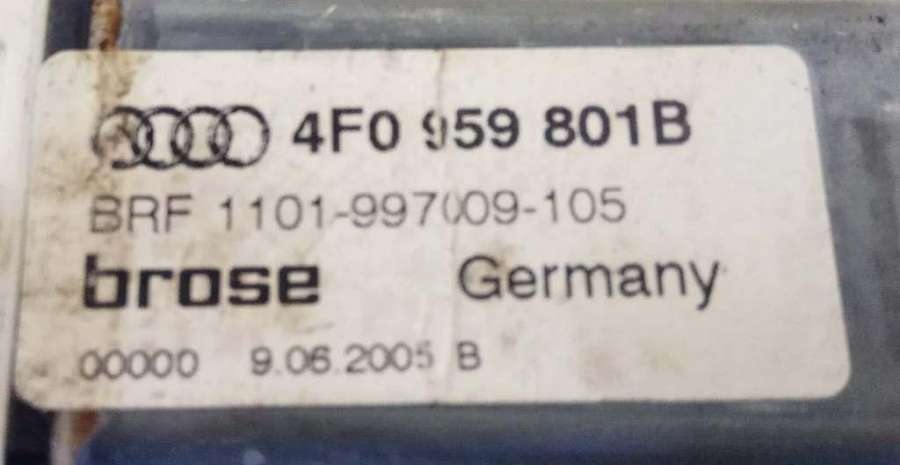 4F0 959 801B
BRF 1101-997009-105
brose Germany
00000 9.06.2005 B